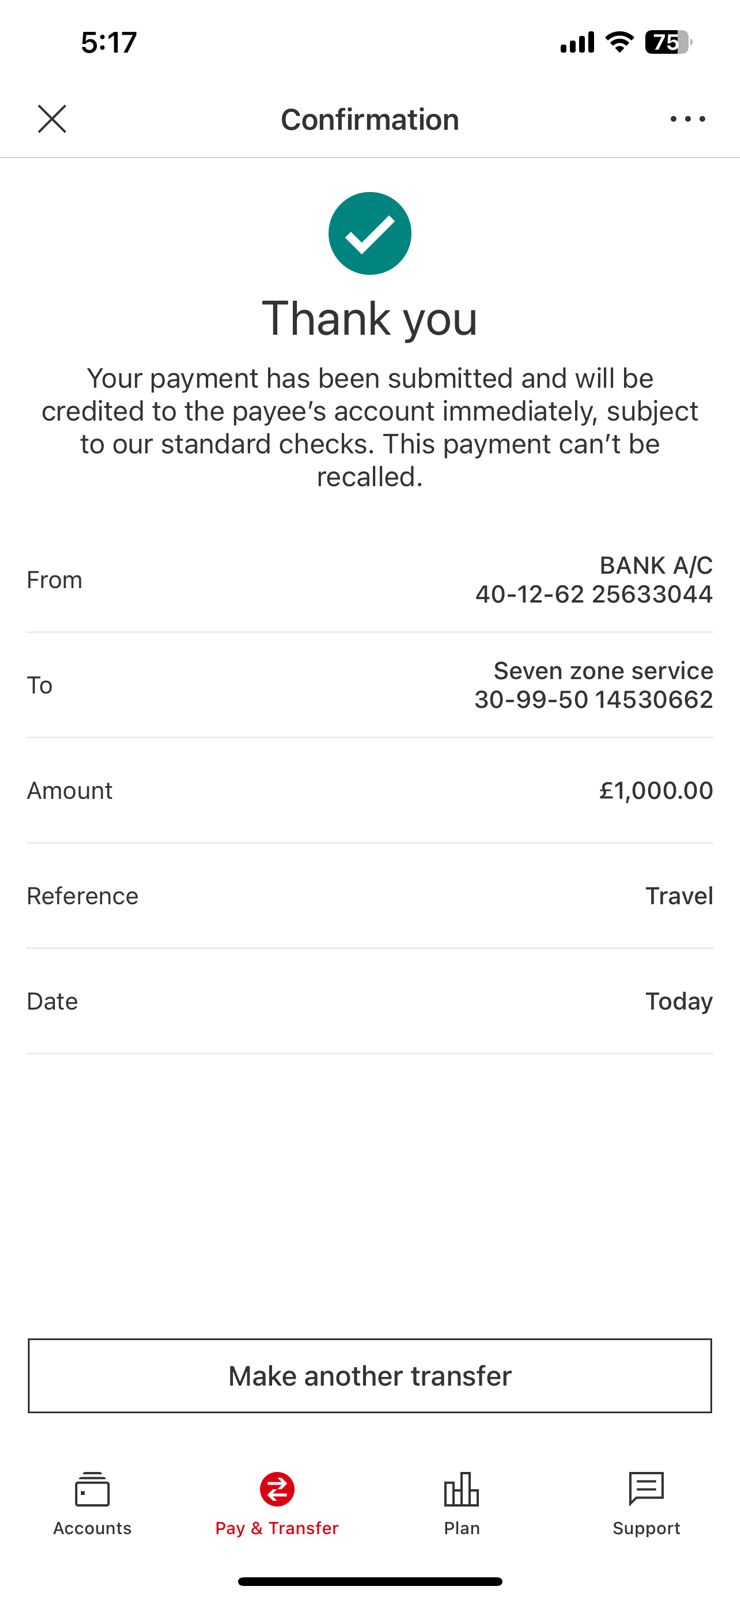 5:17
75
Confirmation
Thank you
Your payment has been submitted and will be
credited to the payee’s account immediately, subject
to our standard checks. This payment can’t be
recalled.
From
BANK A/C
40-12-62 25633044
To
Seven zone service
30-99-50 14530662
Amount
£1,000.00
Reference
Travel
Date
Today
Make another transfer
Accounts
Pay & Transfer
Plan
Support